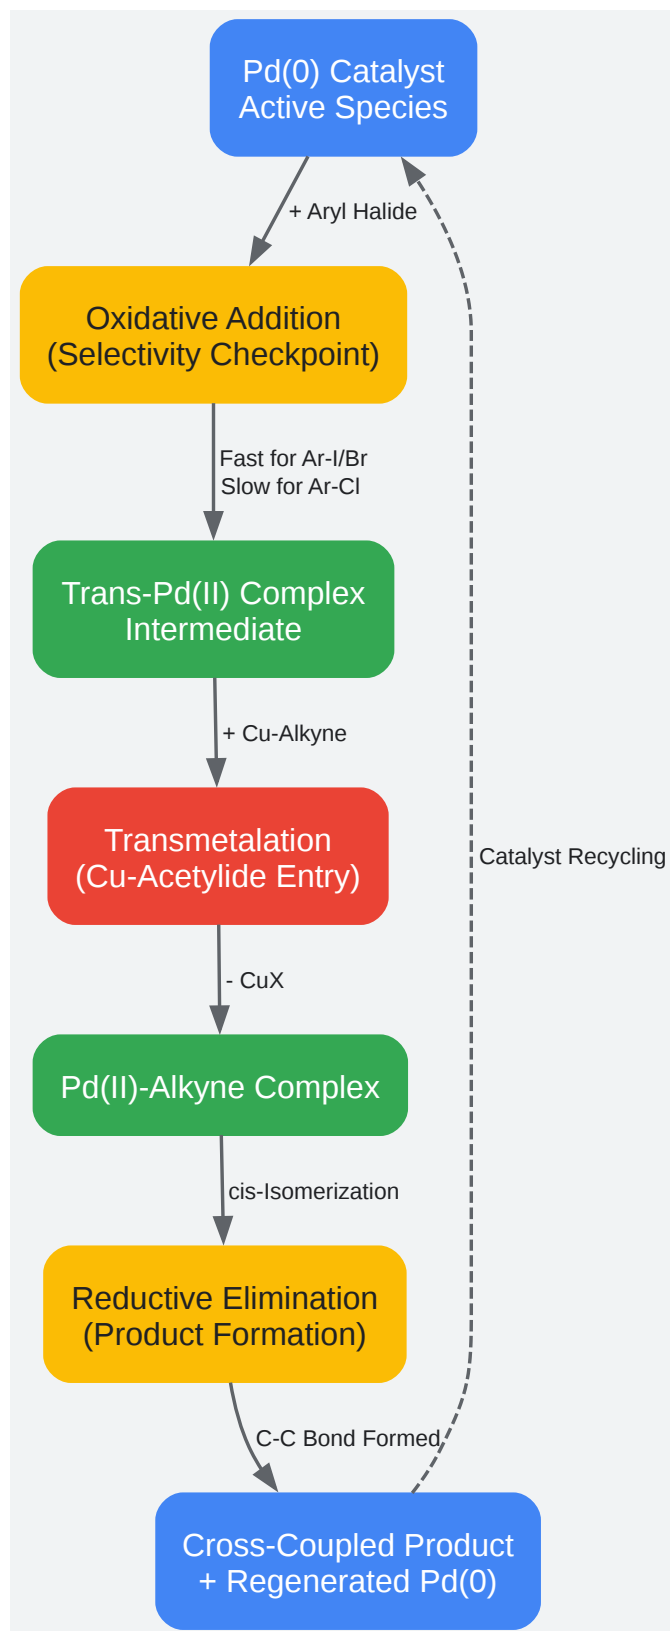 Pd(0) Catalyst
Active Species
+ Aryl Halide
Oxidative Addition
(Selectivity Checkpoint)
Fast for Ar-I/Br
Slow for Ar-Cl
Trans-Pd(II) Complex
Intermediate
+ Cu-Alkyne
Transmetalation
(Cu-Acetylide Entry)
Catalyst Recycling
- CuX
Pd(II)-Alkyne Complex
cis-Isomerization
Reductive Elimination
(Product Formation)
C-C Bond Formed
Cross-Coupled Product
+ Regenerated Pd(0)